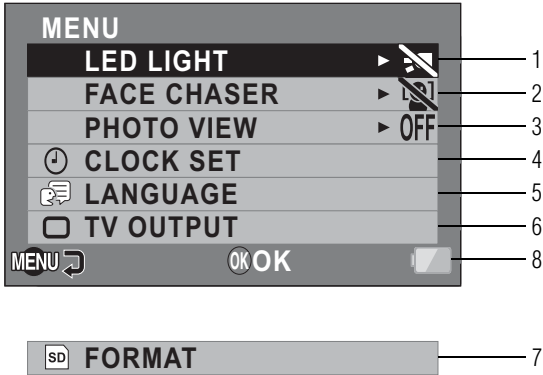 MENU
LED LIGHT 1
FACE CHASER 2
PHOTO VIEW OFF 3
CLOCK SET 4
LANGUAGE 5
TV OUTPUT 6
MENU OK OK 8
SD FORMAT 7